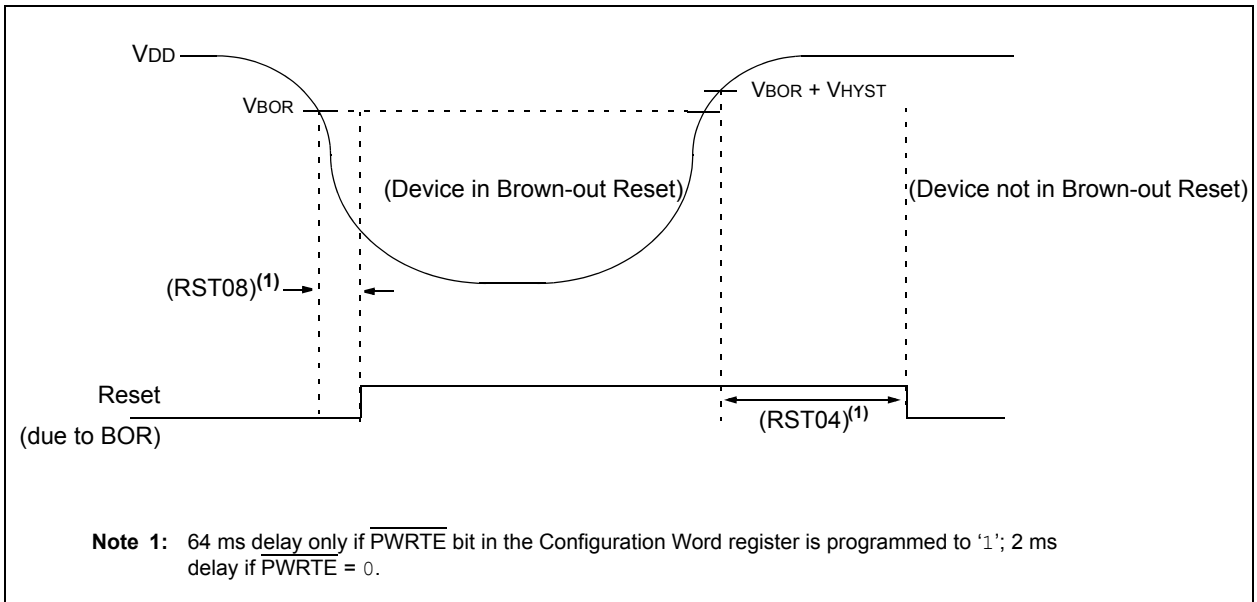 VDD
VBOR
VBOR + VHYST
(Device in Brown-out Reset)
(Device not in Brown-out Reset)
(RST08)(1)
Reset
(due to BOR)
(RST04)(1)
Note 1: 64 ms delay only if PWRTE bit in the Configuration Word register is programmed to ‘1’; 2 ms
delay if PWRTE = 0.